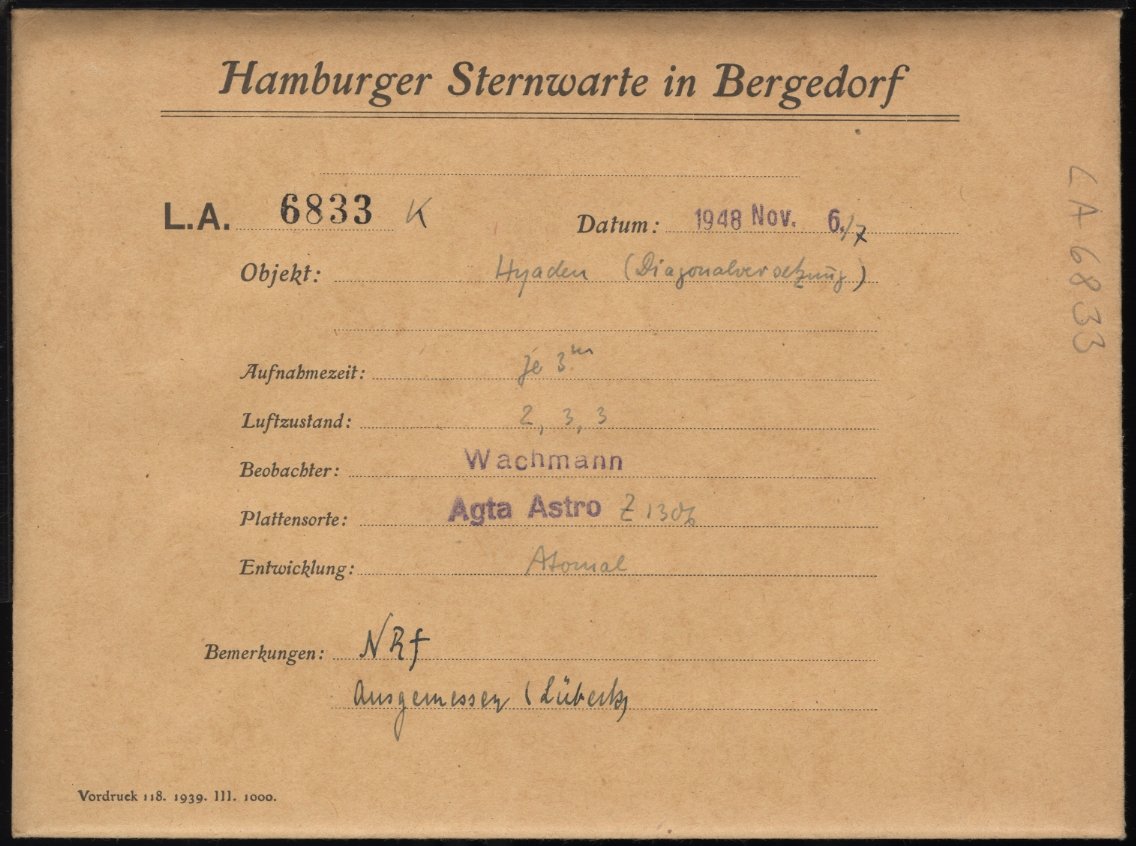 Hamburger Sternwarte in Bergedorf
L.A. 6833 K
Datum: 1948 Nov. 6./7
Objekt: Hyaden (Diagonalversetzung)
Aufnahmezeit: je 3m
Luftzustand: 2, 3, 3
Beobachter: Wachmann
Plattensorte: Agfa Astro Z
Entwicklung: Atomal
Bemerkungen: NRf
Ausgemessen (Lübeck)
Vordruck 118. 1939. III. 1000.
LA 6833